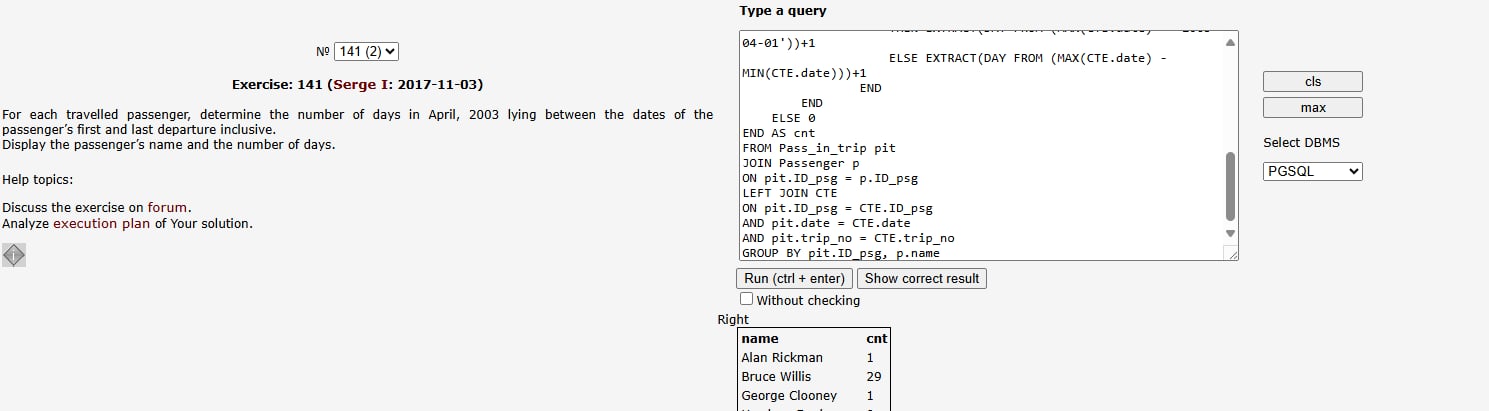 Type a query
№ 141 (2)
Exercise: 141 (Serge I: 2017-11-03)
For each travelled passenger, determine the number of days in April, 2003 lying between the dates of the
passenger’s first and last departure inclusive.
Display the passenger’s name and the number of days.
Help topics:
Discuss the exercise on forum.
Analyze execution plan of Your solution.
04-01'))+1
ELSE EXTRACT(DAY FROM (MAX(CTE.date) -
MIN(CTE.date)))+1
END
END
ELSE 0
END AS cnt
FROM Pass_in_trip pit
JOIN Passenger p
ON pit.ID_psg = p.ID_psg
LEFT JOIN CTE
ON pit.ID_psg = CTE.ID_psg
AND pit.date = CTE.date
AND pit.trip_no = CTE.trip_no
GROUP BY pit.ID_psg, p.name
cls
max
Select DBMS
PGSQL
Run (ctrl + enter) Show correct result
Without checking
Right
name cnt
Alan Rickman 1
Bruce Willis 29
George Clooney 1